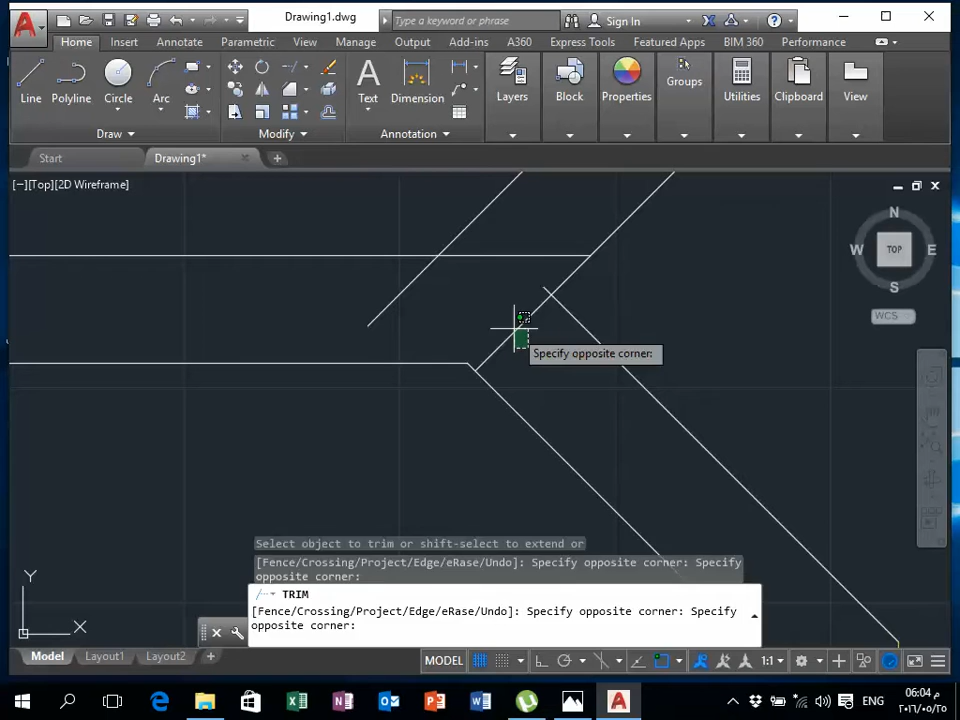 Drawing1.dwg
Type a keyword or phrase
Sign In
Home Insert Annotate Parametric View Manage Output Add-ins A360 Express Tools Featured Apps BIM 360 Performance
Line Polyline Circle Arc Text Dimension Layers Block Properties Groups Utilities Clipboard View
Draw Modify Annotation
Start Drawing1*
[−][Top][2D Wireframe]
N
W TOP E
S
WCS
Specify opposite corner:
Select object to trim or shift-select to extend or
[Fence/Crossing/Project/Edge/eRase/Undo]: Specify opposite corner: Specify
opposite corner:
TRIM
[Fence/Crossing/Project/Edge/eRase/Undo]: Specify opposite corner: Specify
opposite corner:
Y
X
Model Layout1 Layout2 MODEL 1:1
ENG
06:04 م
٢٠١٦/٠٥/٢٥